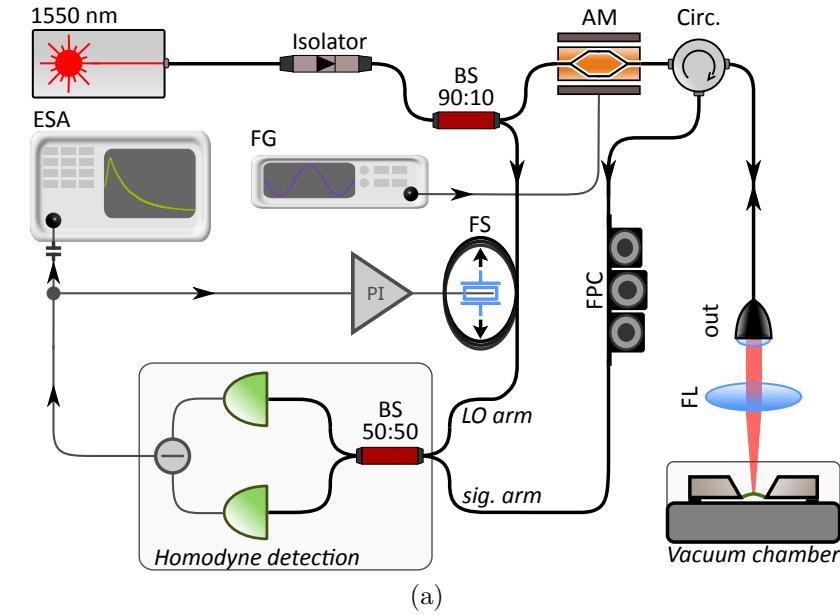 1550 nm
Isolator
BS
90:10
AM
Circ.
ESA
FG
FS
PI
FPC
out
FL
BS
50:50
LO arm
sig. arm
Homodyne detection
Vacuum chamber
(a)